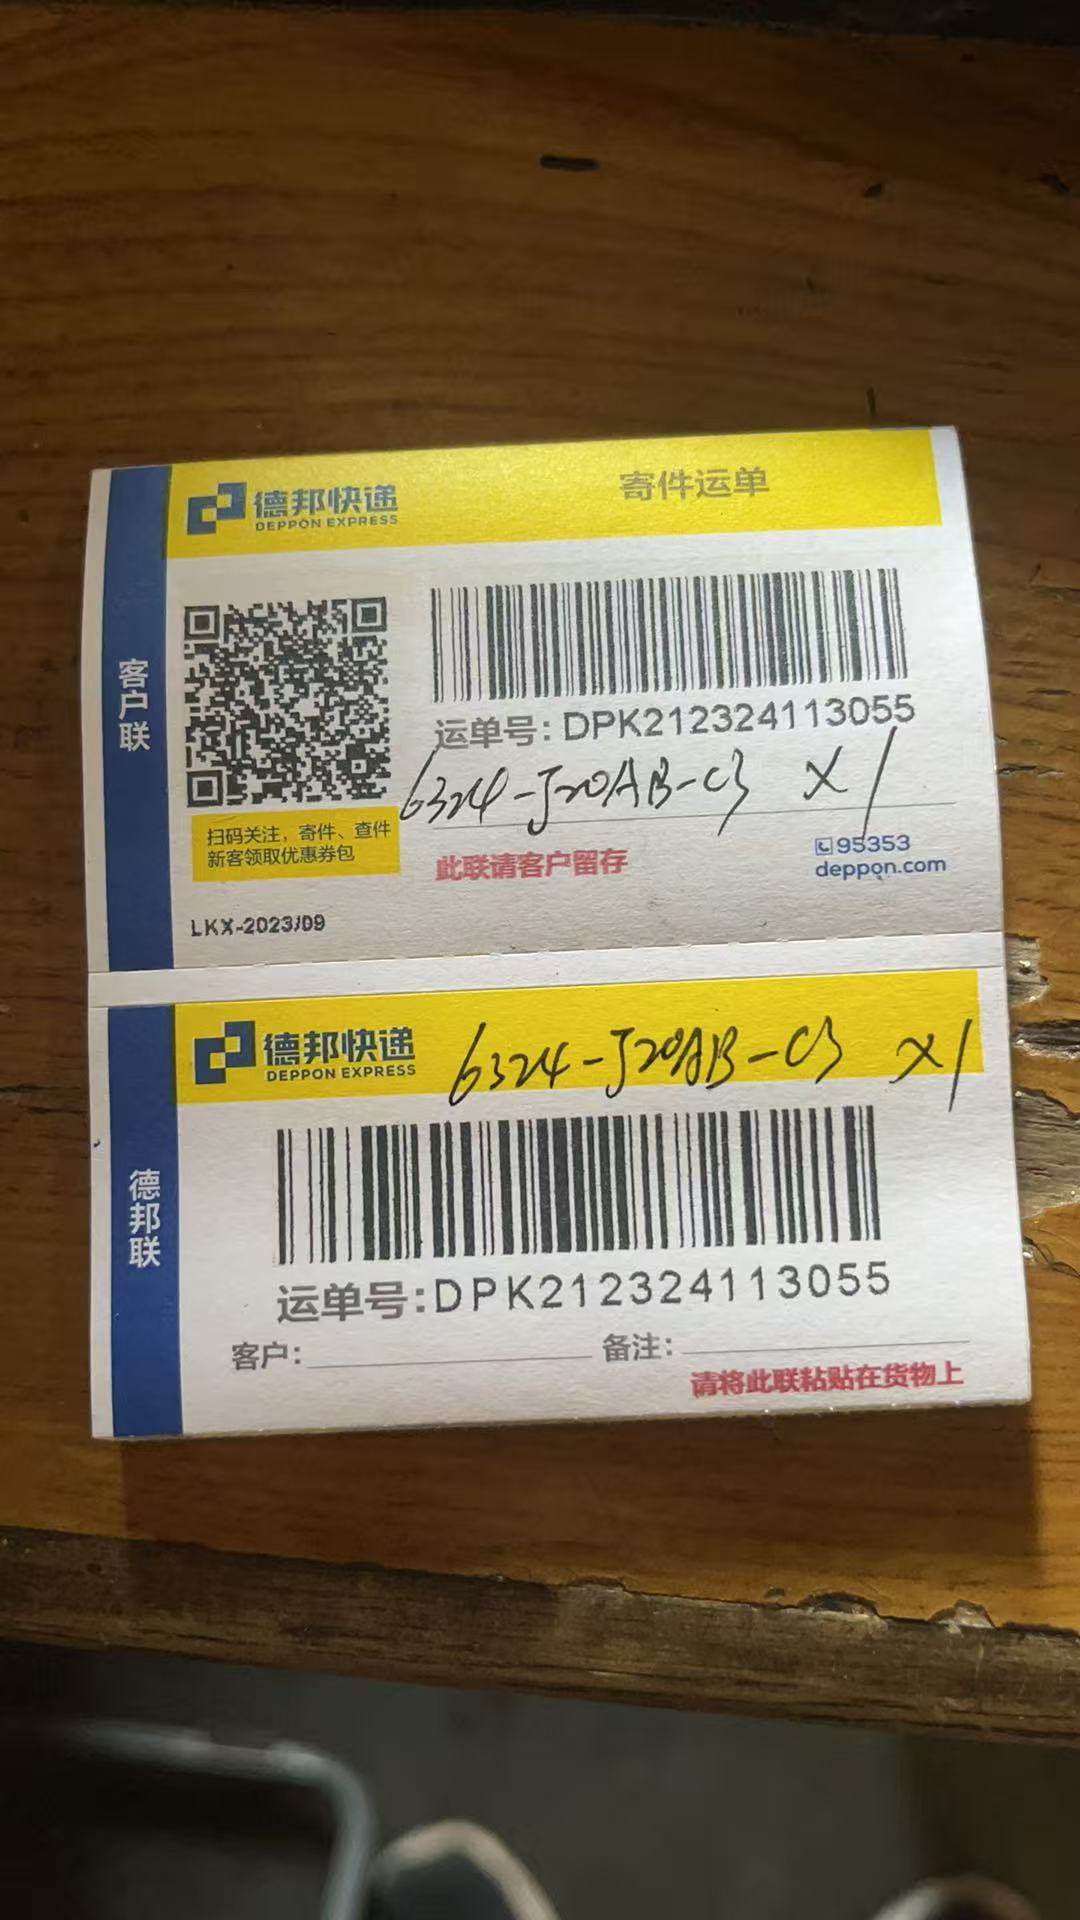 德邦快递
DEPPON EXPRESS
寄件运单
客户联
运单号: DPK212324113055
6324-J20AB-C3 X1
扫码关注，寄件、查件
新客领取优惠券包
此联请客户留存
95353
deppon.com
LKX-2023/09
德邦快递
DEPPON EXPRESS
6324-J20AB-C3 X1
德邦联
运单号:DPK212324113055
客户:
备注:
请将此联粘贴在货物上